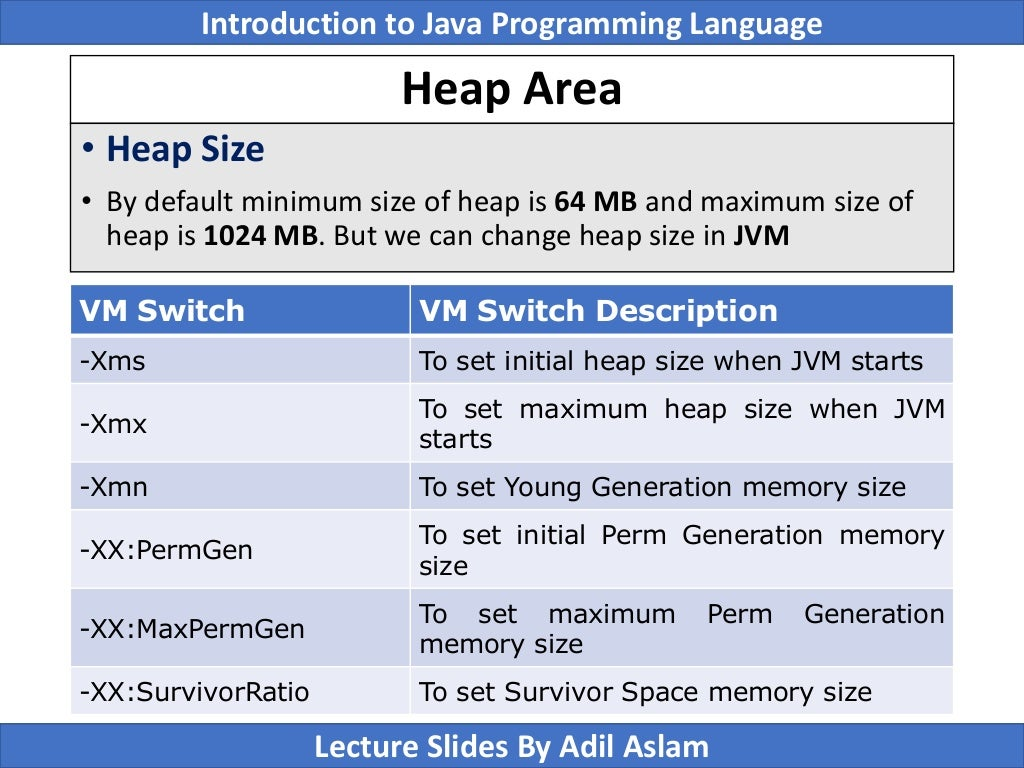 Introduction to Java Programming Language
Heap Area
• Heap Size
• By default minimum size of heap is 64 MB and maximum size of
heap is 1024 MB. But we can change heap size in JVM
VM Switch
VM Switch Description
-Xms
To set initial heap size when JVM starts
-Xmx
To set maximum heap size when JVM
starts
-Xmn
To set Young Generation memory size
-XX:PermGen
To set initial Perm Generation memory
size
-XX:MaxPermGen
To set maximum Perm Generation
memory size
-XX:SurvivorRatio
To set Survivor Space memory size
Lecture Slides By Adil Aslam